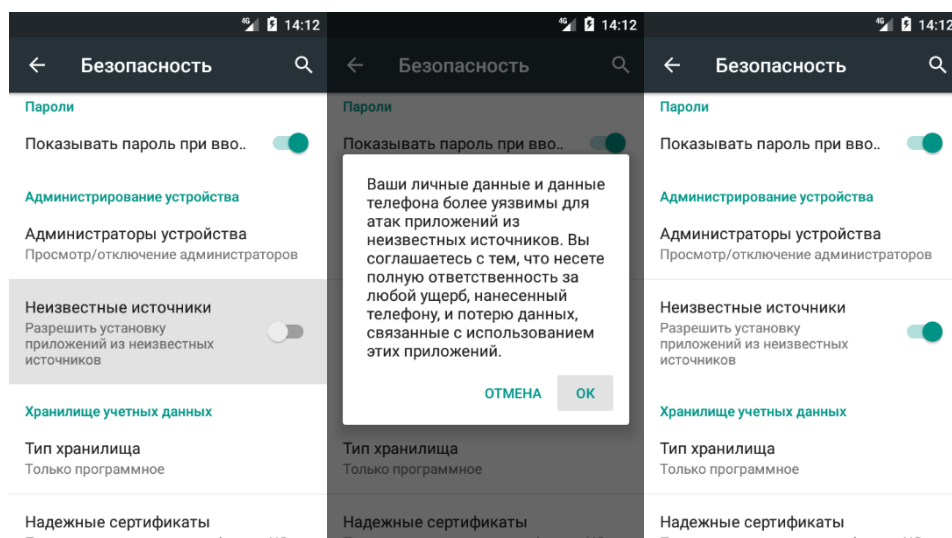 4G 14:12
Безопасность
Пароли
Показывать пароль при вво..
Администрирование устройства
Администраторы устройства
Просмотр/отключение администраторов
Неизвестные источники
Разрешить установку
приложений из неизвестных
источников
Хранилище учетных данных
Тип хранилища
Только программное
Надежные сертификаты
4G 14:12
Безопасность
Пароли
Показывать пароль при вво..
Ваши личные данные и данные
телефона более уязвимы для
атак приложений из
неизвестных источников. Вы
соглашаетесь с тем, что несете
полную ответственность за
любой ущерб, нанесенный
телефону, и потерю данных,
связанные с использованием
этих приложений.
ОТМЕНА ОК
Тип хранилища
Только программное
Надежные сертификаты
4G 14:12
Безопасность
Пароли
Показывать пароль при вво..
Администрирование устройства
Администраторы устройства
Просмотр/отключение администраторов
Неизвестные источники
Разрешить установку
приложений из неизвестных
источников
Хранилище учетных данных
Тип хранилища
Только программное
Надежные сертификаты